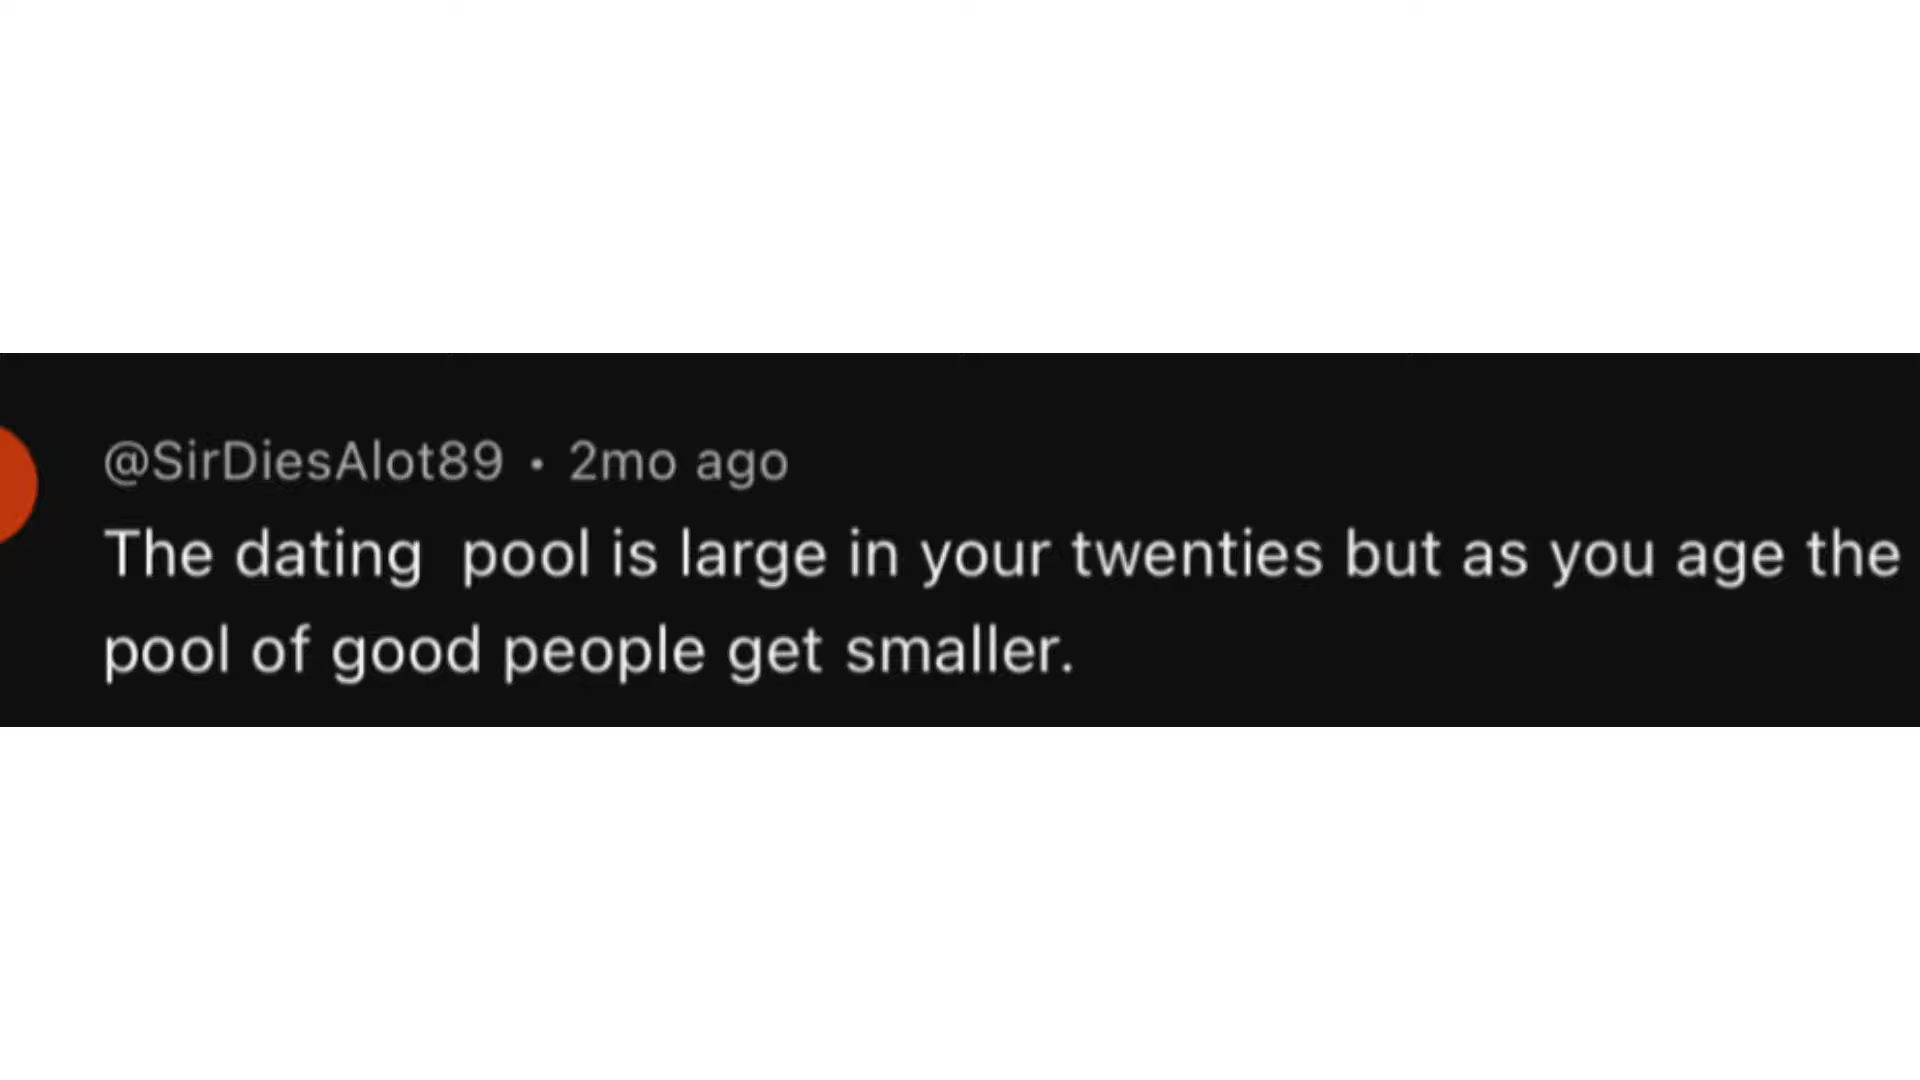 @SirDiesAlot89 • 2mo ago
The dating  pool is large in your twenties but as you age the
pool of good people get smaller.